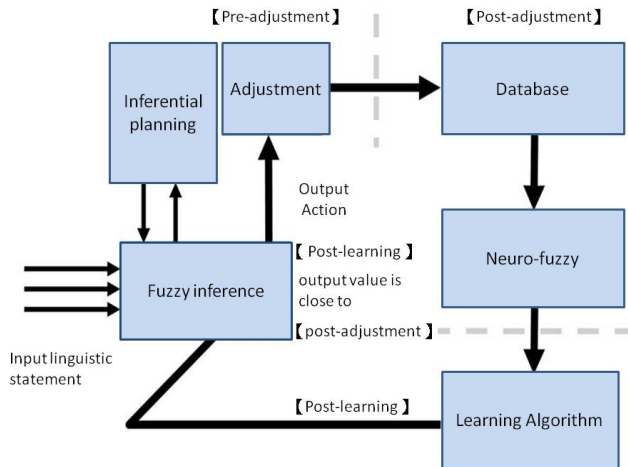 【Pre-adjustment】
【Post-adjustment】
Inferential
planning
Adjustment
Database
Output
Action
【Post-learning】
output value is
close to
【post-adjustment】
Fuzzy inference
Neuro-fuzzy
Input linguistic
statement
【Post-learning】
Learning Algorithm